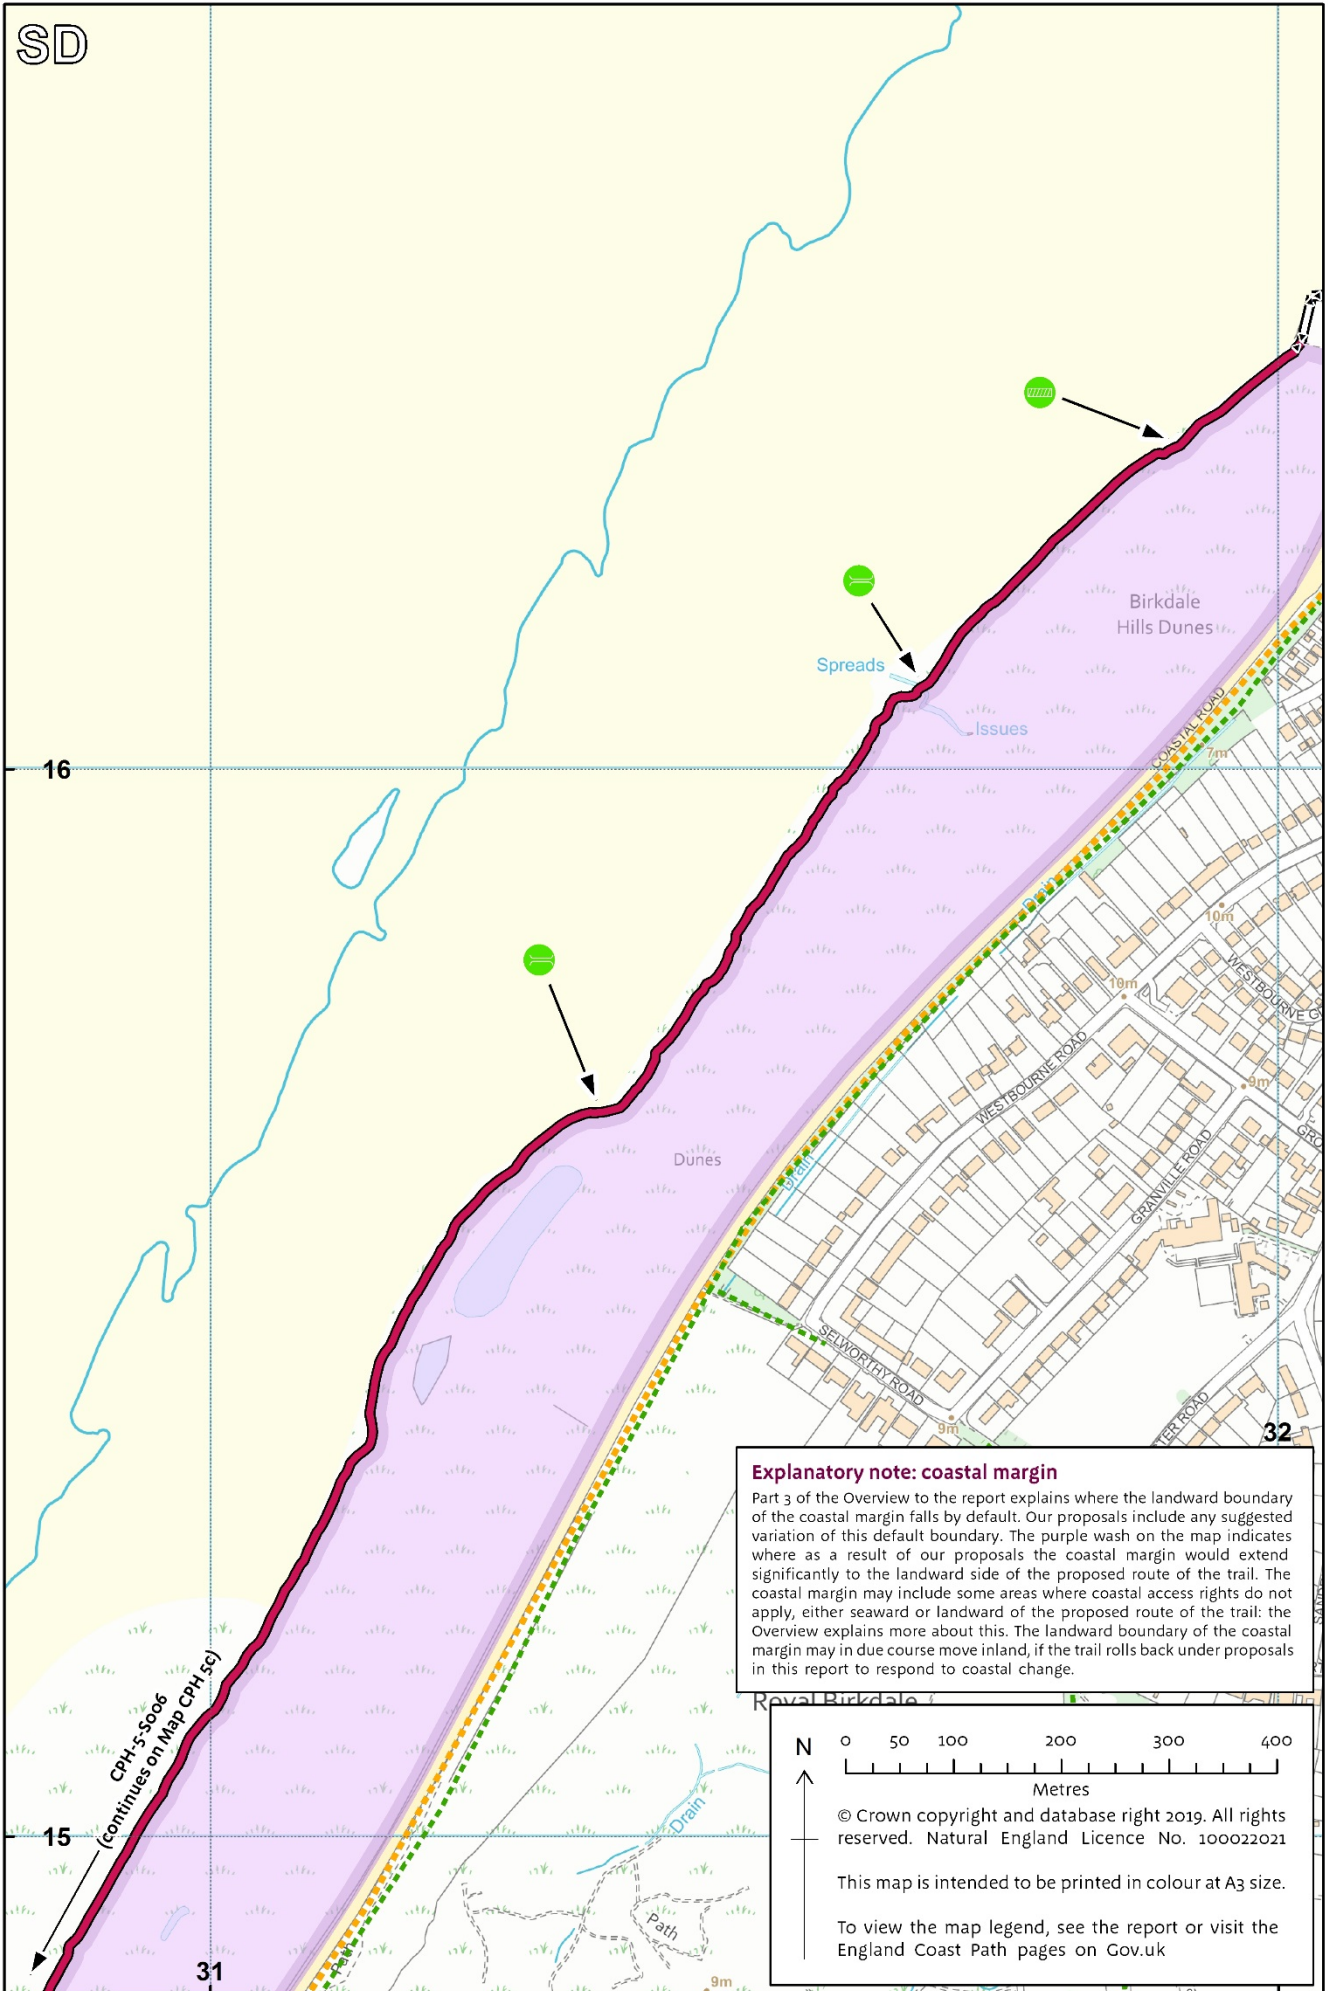 SD
Birkdale
Hills Dunes
Spreads
Issues
COASTAL ROAD
7m
16
Drain
10m
WESTBOURNE G
10m
WESTBOURNE ROAD
9m
GRO
GRANVILLE ROAD
Dunes
Drain
SELWORTHY ROAD
9m
TER ROAD
32
Explanatory note: coastal margin
Part 3 of the Overview to the report explains where the landward boundary
of the coastal margin falls by default. Our proposals include any suggested
variation of this default boundary. The purple wash on the map indicates
where as a result of our proposals the coastal margin would extend
significantly to the landward side of the proposed route of the trail. The
coastal margin may include some areas where coastal access rights do not
apply, either seaward or landward of the proposed route of the trail: the
Overview explains more about this. The landward boundary of the coastal
margin may in due course move inland, if the trail rolls back under proposals
in this report to respond to coastal change.
Royal Birkdale
CPH-5-S006
(continues on Map CPH 5c)
15
Drain
Path
Path
31
9m
N
0 50 100 200 300 400
Metres
© Crown copyright and database right 2019. All rights
reserved. Natural England Licence No. 100022021
This map is intended to be printed in colour at A3 size.
To view the map legend, see the report or visit the
England Coast Path pages on Gov.uk